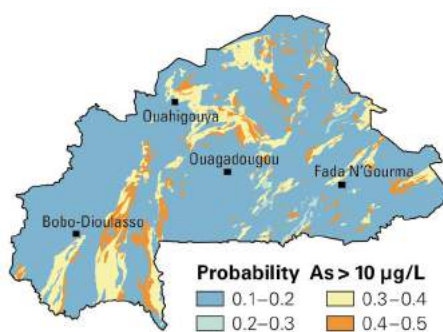 Ouahigouya
Ouagadougou
Fada N'Gourma
Bobo-Dioulasso
Probability As > 10 µg/L
0.1–0.2 0.3–0.4
0.2–0.3 0.4–0.5